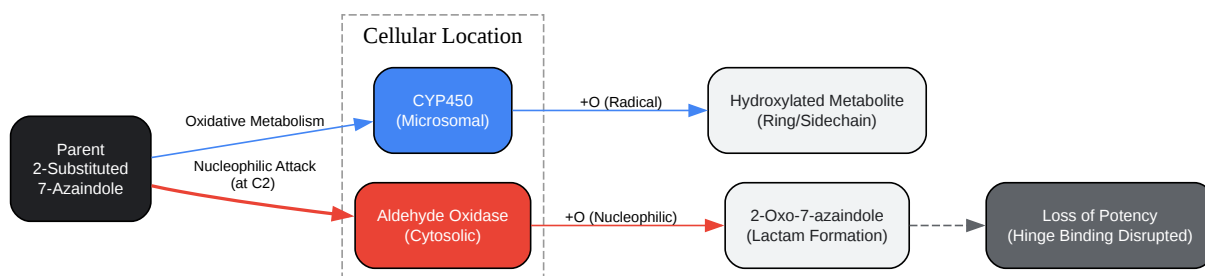 Cellular Location
Parent
2-Substituted
7-Azaindole
Oxidative Metabolism
Nucleophilic Attack
(at C2)
CYP450
(Microsomal)
+O (Radical)
Hydroxylated Metabolite
(Ring/Sidechain)
Aldehyde Oxidase
(Cytosolic)
+O (Nucleophilic)
2-Oxo-7-azaindole
(Lactam Formation)
Loss of Potency
(Hinge Binding Disrupted)